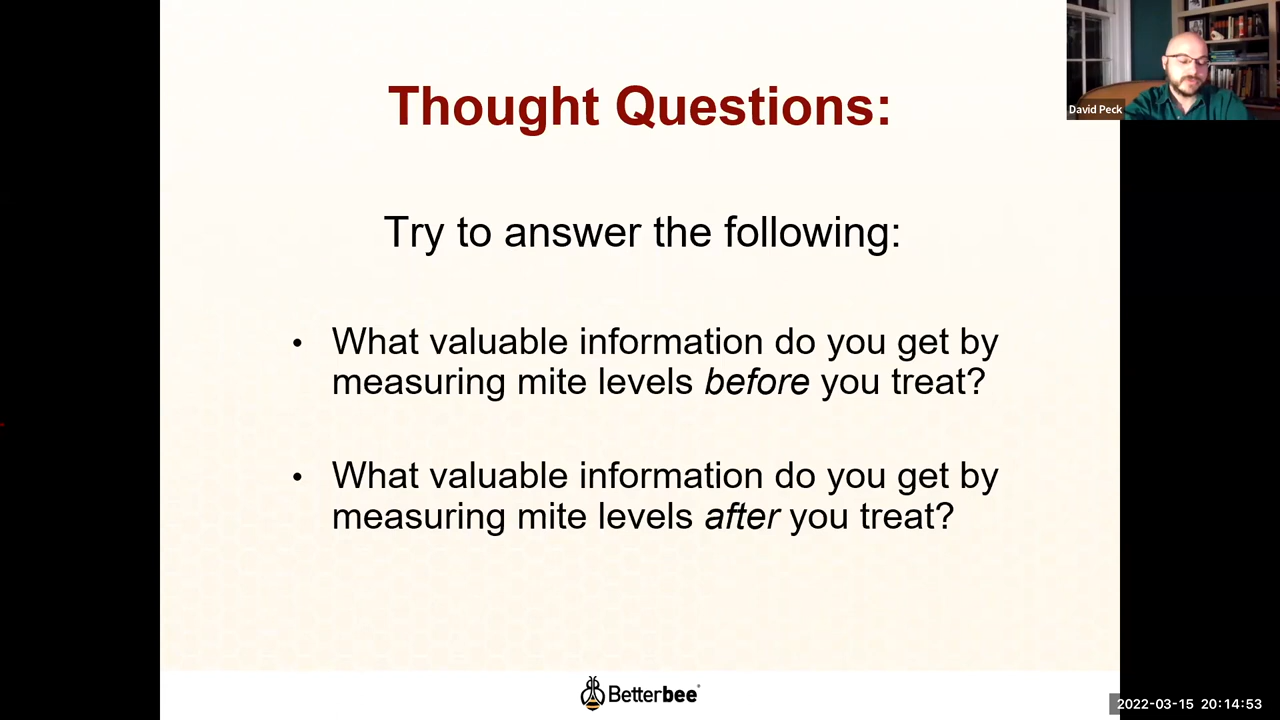 Thought Questions:
David Peck
Try to answer the following:
• What valuable information do you get by
measuring mite levels before you treat?
• What valuable information do you get by
measuring mite levels after you treat?
Betterbee®
2022-03-15 20:14:53